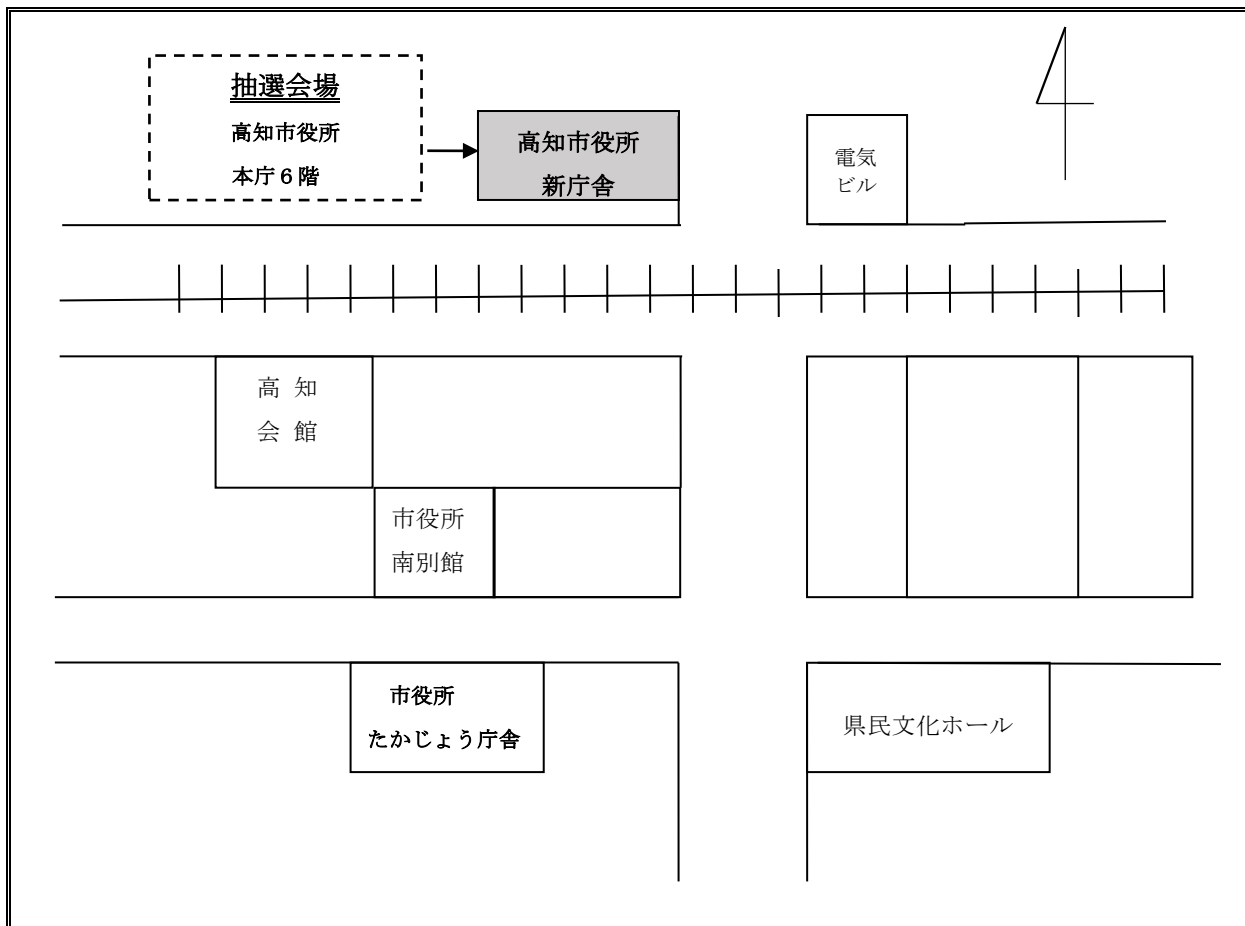 抽選会場
高知市役所
本庁6階
高知市役所
新庁舎
電気
ビル
高 知
会 館
市役所
南別館
市役所
たかじょう庁舎
県民文化ホール